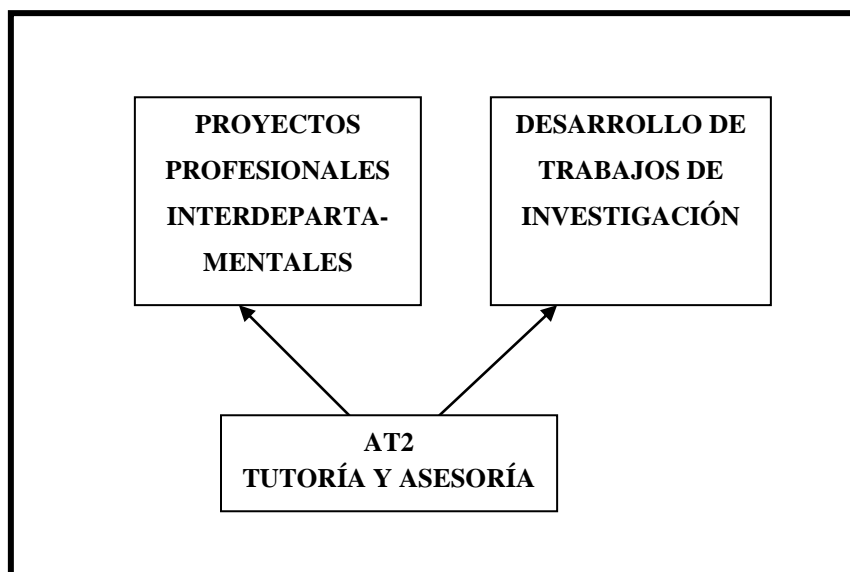 PROYECTOS
PROFESIONALES
INTERDEPARTA-
MENTALES
DESARROLLO DE
TRABAJOS DE
INVESTIGACIÓN
AT2
TUTORÍA Y ASESORÍA